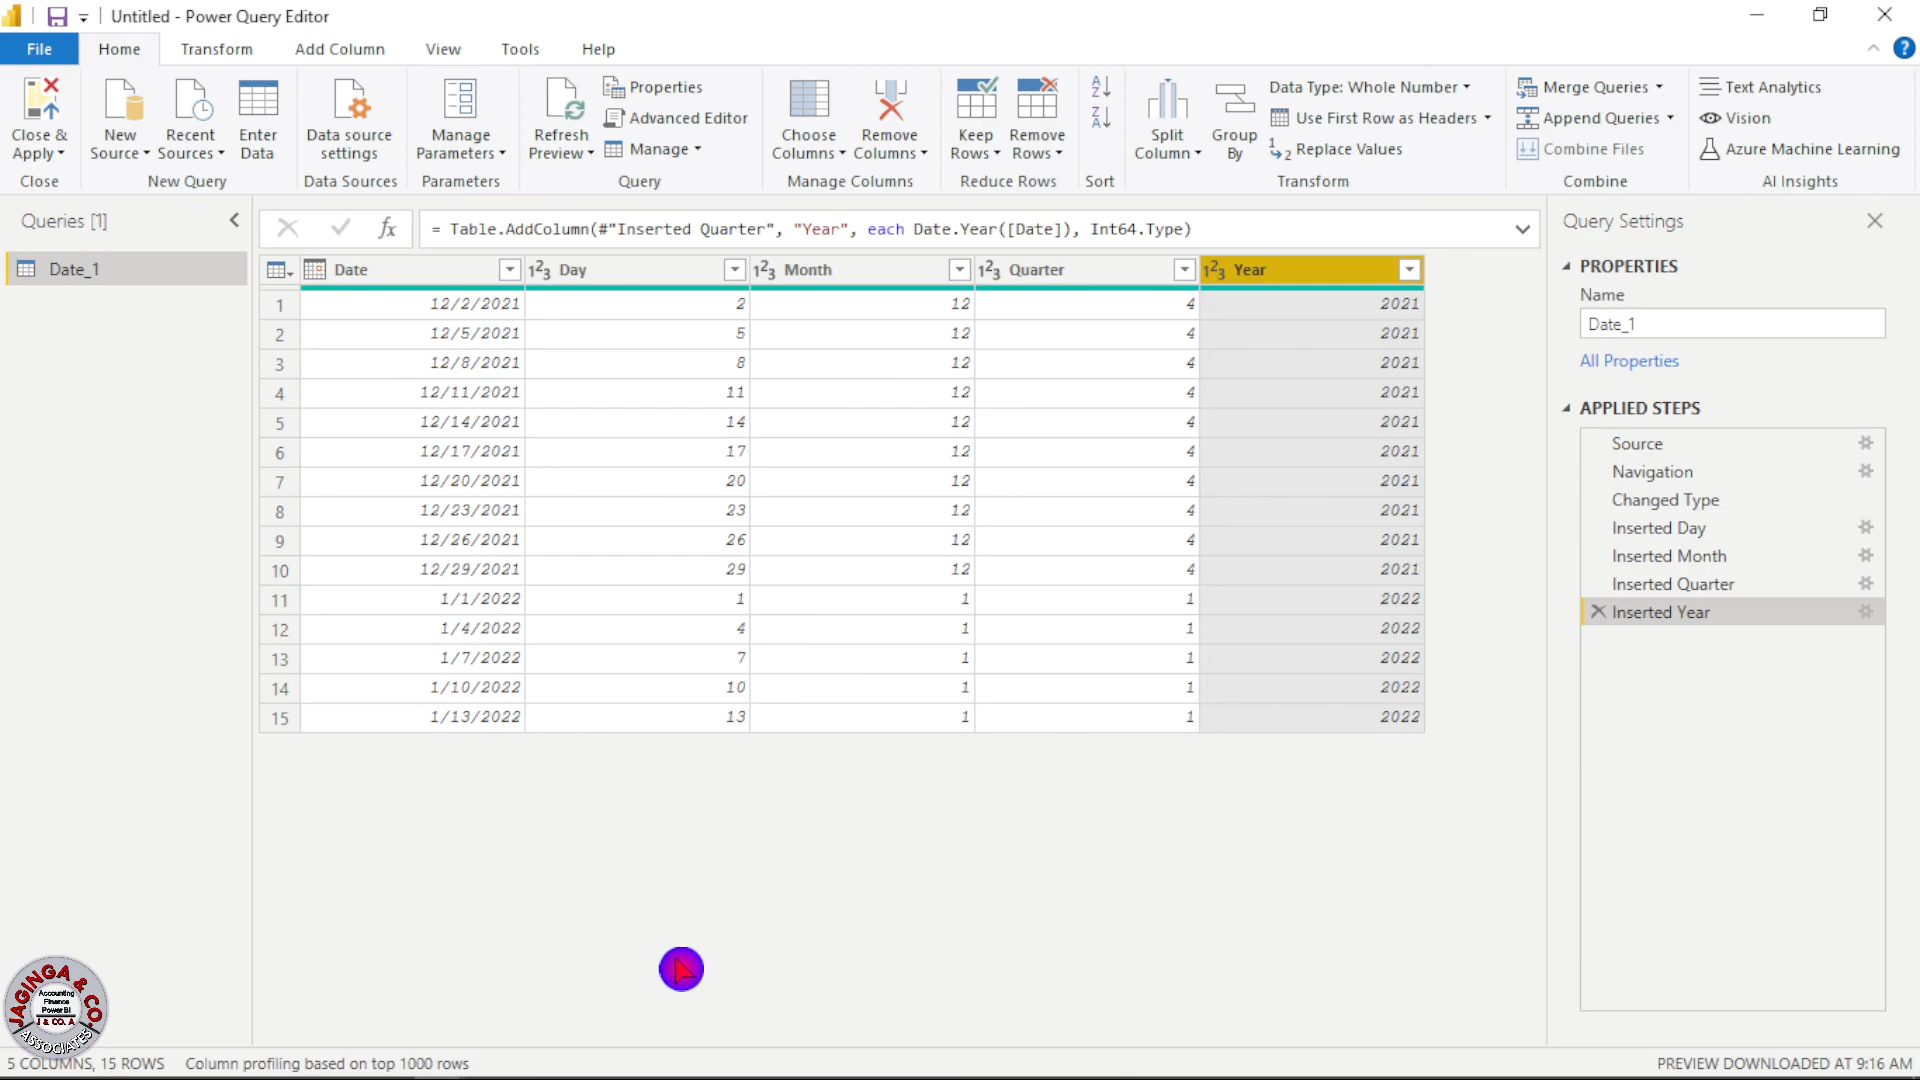 Untitled - Power Query Editor
File Home Transform Add Column View Tools Help
Close & Apply
New Source
Recent Sources
Enter Data
Data source settings
Manage Parameters
Refresh Preview
Properties
Advanced Editor
Manage
Choose Columns
Remove Columns
Keep Rows
Remove Rows
Split Column
Group By
Data Type: Whole Number
Use First Row as Headers
Replace Values
Merge Queries
Append Queries
Combine Files
Text Analytics
Vision
Azure Machine Learning
Close New Query Data Sources Parameters Query Manage Columns Reduce Rows Sort Transform Combine AI Insights
Queries [1]
Date_1
fx = Table.AddColumn(#"Inserted Quarter", "Year", each Date.Year([Date]), Int64.Type)
Date 123 Day 123 Month 123 Quarter 123 Year
1 12/2/2021 2 12 4 2021
2 12/5/2021 5 12 4 2021
3 12/8/2021 8 12 4 2021
4 12/11/2021 11 12 4 2021
5 12/14/2021 14 12 4 2021
6 12/17/2021 17 12 4 2021
7 12/20/2021 20 12 4 2021
8 12/23/2021 23 12 4 2021
9 12/26/2021 26 12 4 2021
10 12/29/2021 29 12 4 2021
11 1/1/2022 1 1 1 2022
12 1/4/2022 4 1 1 2022
13 1/7/2022 7 1 1 2022
14 1/10/2022 10 1 1 2022
15 1/13/2022 13 1 1 2022
Query Settings
PROPERTIES
Name
Date_1
All Properties
APPLIED STEPS
Source
Navigation
Changed Type
Inserted Day
Inserted Month
Inserted Quarter
Inserted Year
JAGINGA & CO
Accounting
Finance
Power BI
J & CO. A
ASSOCIATES
5 COLUMNS, 15 ROWS Column profiling based on top 1000 rows
PREVIEW DOWNLOADED AT 9:16 AM